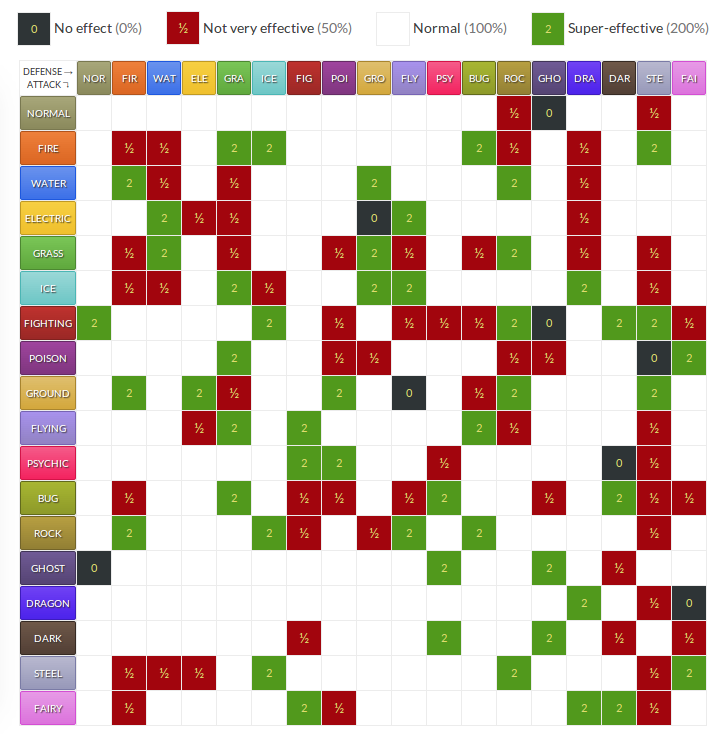 0 No effect (0%) ½ Not very effective (50%) Normal (100%) 2 Super-effective (200%)
DEFENSE→ NOR FIR WAT ELE GRA ICE FIG POI GRO FLY PSY BUG ROC GHO DRA DAR STE FAI
ATTACK⤵
NORMAL ½ 0 ½
FIRE ½ ½ 2 2 2 ½ ½ 2
WATER 2 ½ ½ 2 2 ½
ELECTRIC 2 ½ ½ 0 2 ½
GRASS ½ 2 ½ ½ 2 ½ ½ 2 ½ ½
ICE ½ ½ 2 ½ 2 2 2 ½
FIGHTING 2 2 ½ ½ ½ ½ 2 0 2 2 ½
POISON 2 ½ ½ ½ ½ 0 2
GROUND 2 2 ½ 2 0 ½ 2 2
FLYING ½ 2 2 2 ½ ½
PSYCHIC 2 2 ½ 0 ½
BUG ½ 2 ½ ½ ½ 2 ½ 2 ½ ½
ROCK 2 2 ½ ½ 2 2 ½
GHOST 0 2 2 ½
DRAGON 2 ½ 0
DARK ½ 2 2 ½ ½
STEEL ½ ½ ½ 2 2 ½ 2
FAIRY ½ 2 ½ 2 2 ½